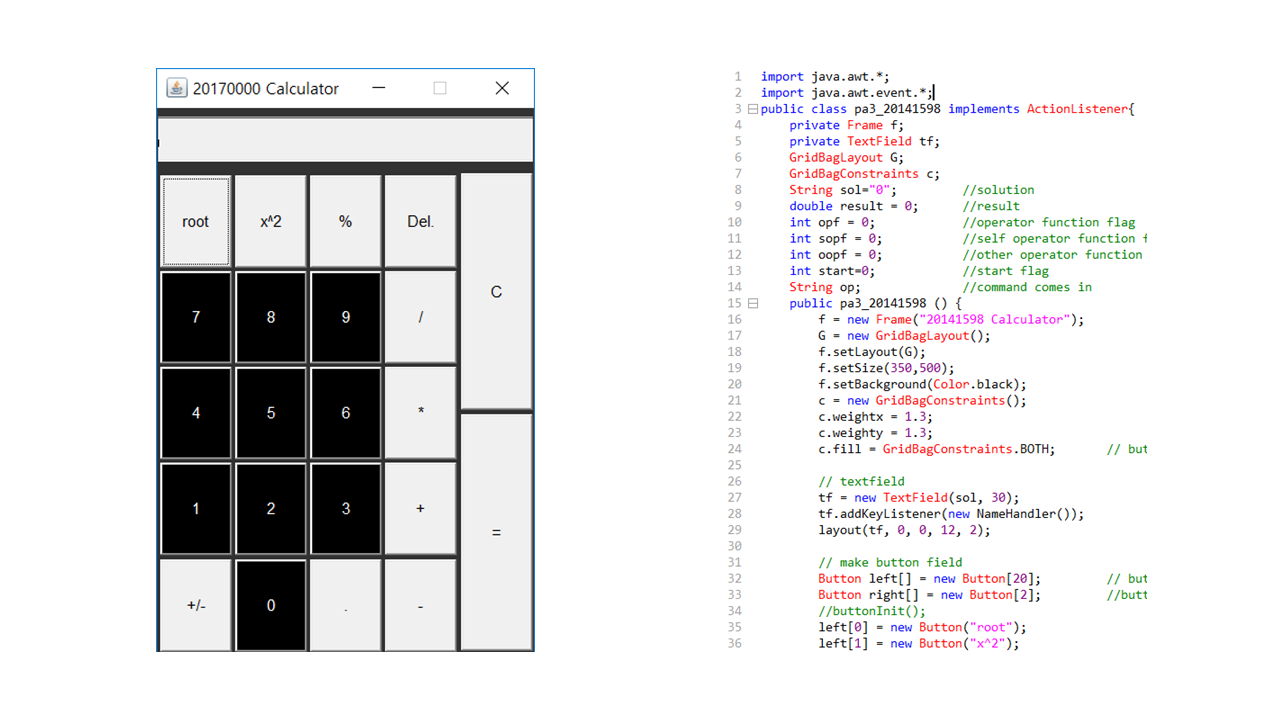 20170000 Calculator
root x^2 % Del.
C
7 8 9 /
4 5 6 *
1 2 3 +
=
+/- 0 . -
1 import java.awt.*;
2 import java.awt.event.*;
3 public class pa3_20141598 implements ActionListener{
4 private Frame f;
5 private TextField tf;
6 GridBagLayout G;
7 GridBagConstraints c;
8 String sol="0"; //solution
9 double result = 0; //result
10 int opf = 0; //operator function flag
11 int sopf = 0; //self operator function f
12 int oopf = 0; //other operator function
13 int start=0; //start flag
14 String op; //command comes in
15 public pa3_20141598 () {
16 f = new Frame("20141598 Calculator");
17 G = new GridBagLayout();
18 f.setLayout(G);
19 f.setSize(350,500);
20 f.setBackground(Color.black);
21 c = new GridBagConstraints();
22 c.weightx = 1.3;
23 c.weighty = 1.3;
24 c.fill = GridBagConstraints.BOTH; // but
25
26 // textfield
27 tf = new TextField(sol, 30);
28 tf.addKeyListener(new NameHandler());
29 layout(tf, 0, 0, 12, 2);
30
31 // make button field
32 Button left[] = new Button[20]; // but
33 Button right[] = new Button[2]; //butt
34 //buttonInit();
35 left[0] = new Button("root");
36 left[1] = new Button("x^2");